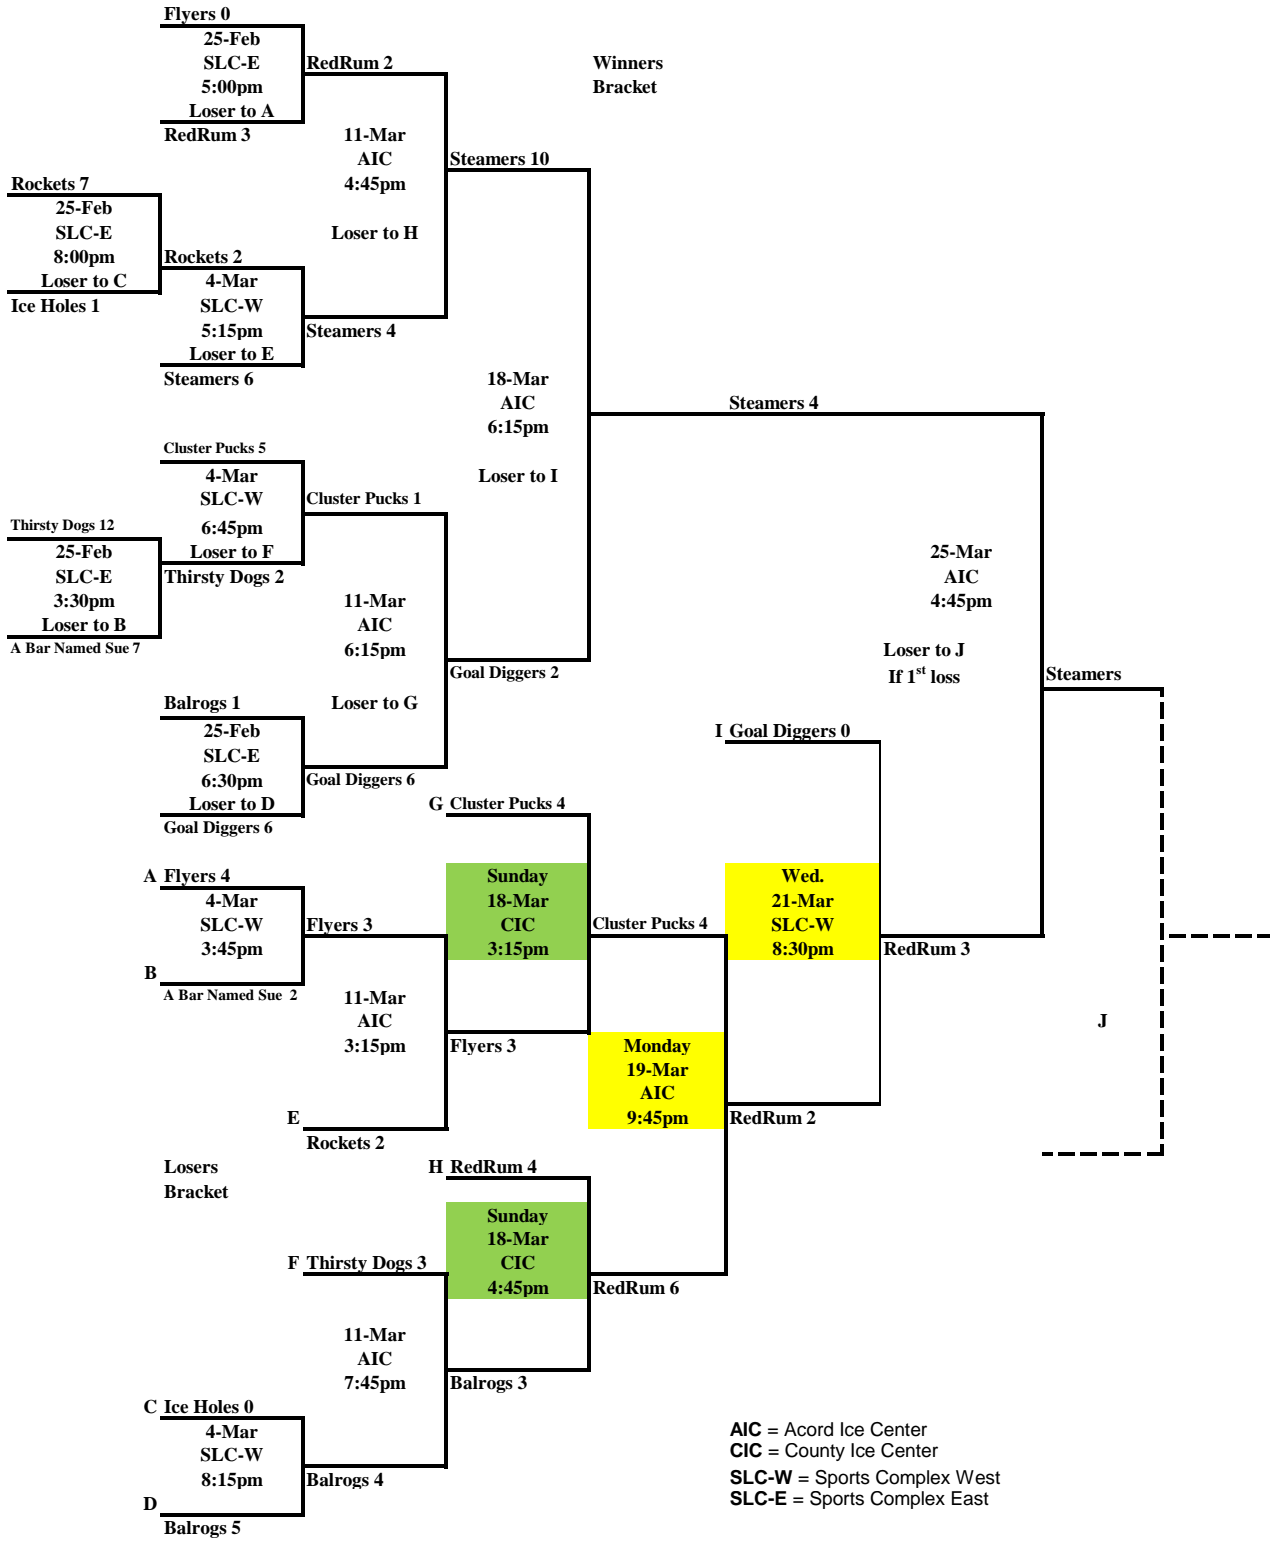 Flyers 0
25-Feb
SLC-E
5:00pm
Loser to A
RedRum 3
RedRum 2
Winners
Bracket
11-Mar
AIC
4:45pm
Loser to H
Steamers 10
Rockets 7
25-Feb
SLC-E
8:00pm
Loser to C
Ice Holes 1
Rockets 2
4-Mar
SLC-W
5:15pm
Loser to E
Steamers 6
Steamers 4
18-Mar
AIC
6:15pm
Loser to I
Steamers 4
Cluster Pucks 5
4-Mar
SLC-W
6:45pm
Loser to F
Thirsty Dogs 2
Cluster Pucks 1
Thirsty Dogs 12
25-Feb
SLC-E
3:30pm
Loser to B
A Bar Named Sue 7
11-Mar
AIC
6:15pm
Loser to G
Goal Diggers 2
25-Mar
AIC
4:45pm
Loser to J
If 1st loss
Steamers
Balrogs 1
25-Feb
SLC-E
6:30pm
Loser to D
Goal Diggers 6
Goal Diggers 6
I Goal Diggers 0
G Cluster Pucks 4
A Flyers 4
4-Mar
SLC-W
3:45pm
B
A Bar Named Sue 2
Flyers 3
Sunday
18-Mar
CIC
3:15pm
Cluster Pucks 4
Wed.
21-Mar
SLC-W
8:30pm
RedRum 3
11-Mar
AIC
3:15pm
Flyers 3
E
Rockets 2
Monday
19-Mar
AIC
9:45pm
RedRum 2
J
Losers
Bracket
H RedRum 4
Sunday
18-Mar
CIC
4:45pm
F Thirsty Dogs 3
RedRum 6
11-Mar
AIC
7:45pm
Balrogs 3
C Ice Holes 0
4-Mar
SLC-W
8:15pm
D
Balrogs 5
Balrogs 4
AIC = Acord Ice Center
CIC = County Ice Center
SLC-W = Sports Complex West
SLC-E = Sports Complex East